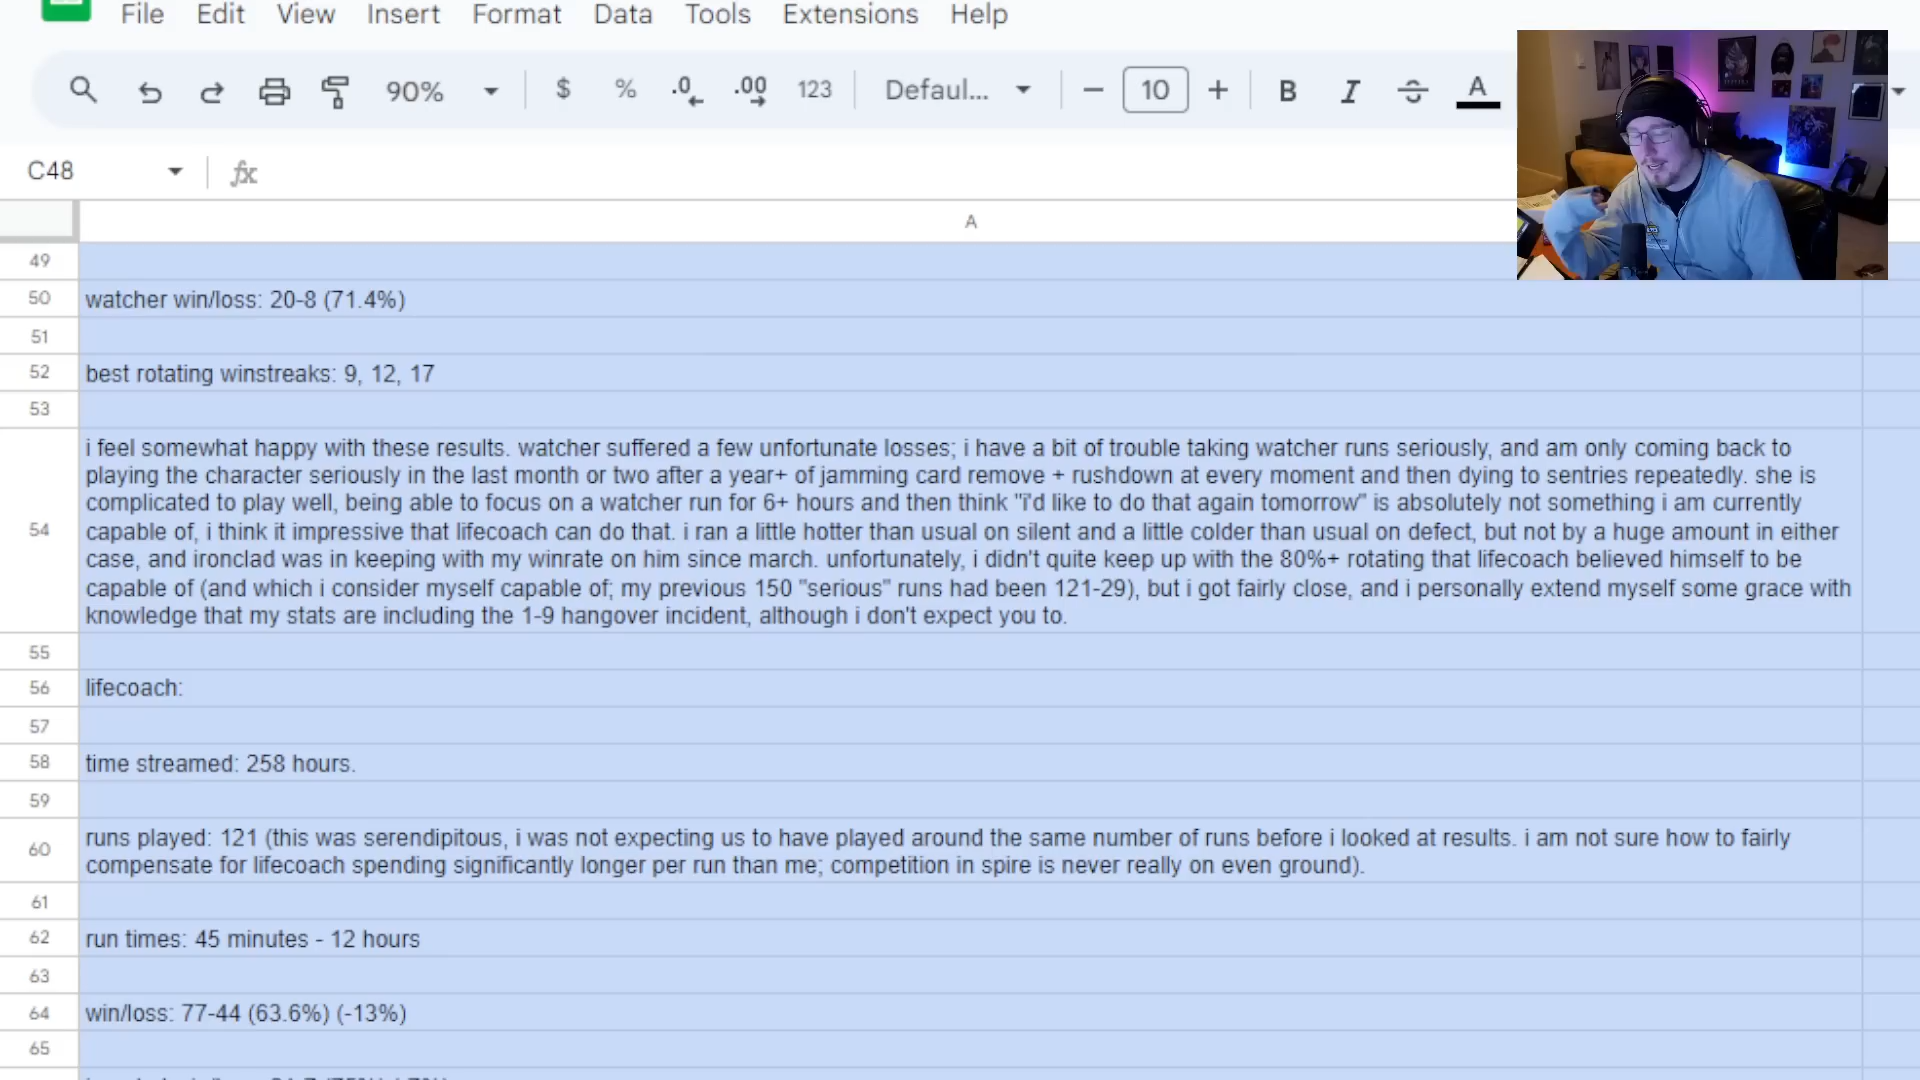 File Edit View Insert Format Data Tools Extensions Help
90% $ % .0 .00 123 Defaul... − 10 + B I S A
C48 fx
A
49
50 watcher win/loss: 20-8 (71.4%)
51
52 best rotating winstreaks: 9, 12, 17
53
i feel somewhat happy with these results. watcher suffered a few unfortunate losses; i have a bit of trouble taking watcher runs seriously, and am only coming back to
playing the character seriously in the last month or two after a year+ of jamming card remove + rushdown at every moment and then dying to sentries repeatedly. she is
complicated to play well, being able to focus on a watcher run for 6+ hours and then think "i'd like to do that again tomorrow" is absolutely not something i am currently
54 capable of, i think it impressive that lifecoach can do that. i ran a little hotter than usual on silent and a little colder than usual on defect, but not by a huge amount in either
case, and ironclad was in keeping with my winrate on him since march. unfortunately, i didn't quite keep up with the 80%+ rotating that lifecoach believed himself to be
capable of (and which i consider myself capable of; my previous 150 "serious" runs had been 121-29), but i got fairly close, and i personally extend myself some grace with
knowledge that my stats are including the 1-9 hangover incident, although i don't expect you to.
55
56 lifecoach:
57
58 time streamed: 258 hours.
59
60 runs played: 121 (this was serendipitous, i was not expecting us to have played around the same number of runs before i looked at results. i am not sure how to fairly
compensate for lifecoach spending significantly longer per run than me; competition in spire is never really on even ground).
61
62 run times: 45 minutes - 12 hours
63
64 win/loss: 77-44 (63.6%) (-13%)
65